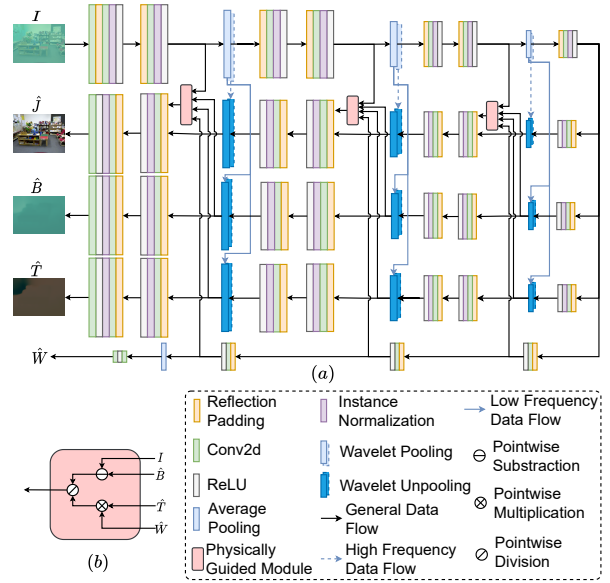 I
Ĵ
B̂
T̂
Ŵ
(a)
I
B̂
T̂
Ŵ
(b)
Reflection
Padding
Conv2d
ReLU
Average
Pooling
Physically
Guided Module
Instance
Normalization
Wavelet Pooling
Wavelet Unpooling
General Data
Flow
High Frequency
Data Flow
Low Frequency
Data Flow
Pointwise
Substraction
Pointwise
Multiplication
Pointwise
Division